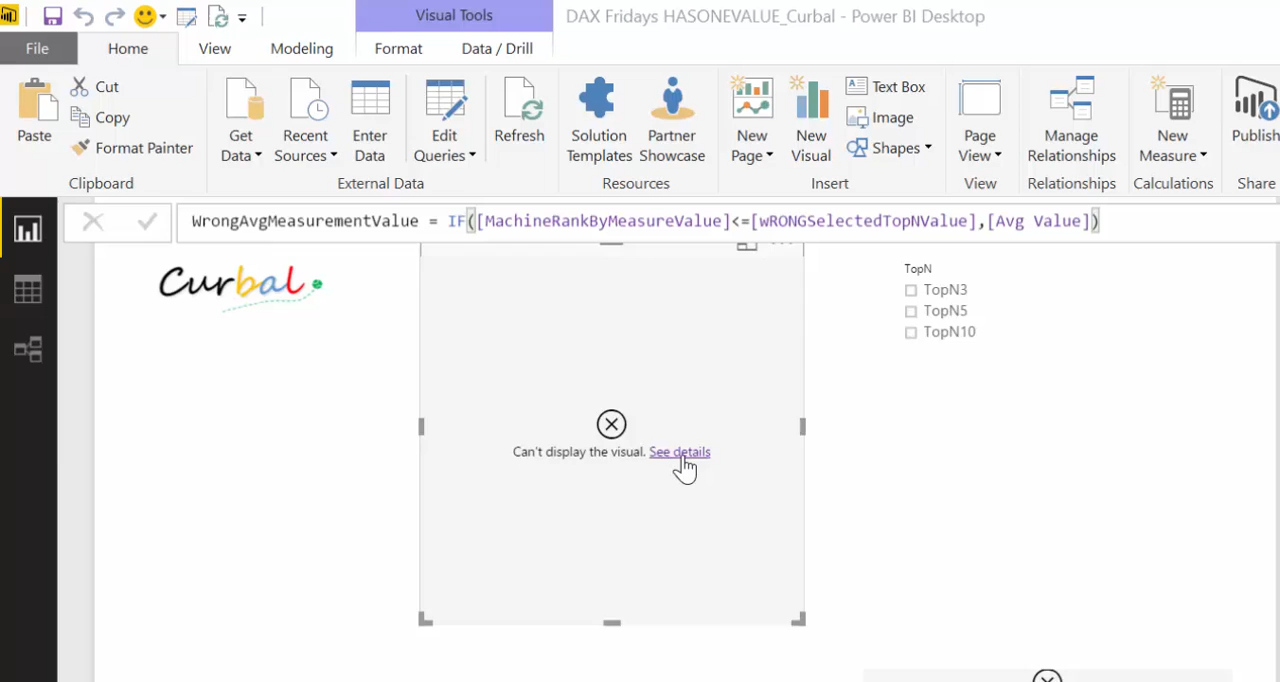 Visual Tools
DAX Fridays HASONEVALUE_Curbal - Power BI Desktop
File
Home
View
Modeling
Format
Data / Drill
Paste
Cut
Copy
Format Painter
Clipboard
Get Data
Recent Sources
Enter Data
Edit Queries
Refresh
External Data
Solution Templates
Partner Showcase
Resources
New Page
New Visual
Text Box
Image
Shapes
Insert
Page View
View
Manage Relationships
Relationships
New Measure
Calculations
Publish
Share
WrongAvgMeasurementValue = IF([MachineRankByMeasureValue]<=[wRONGSelectedTopNValue],[Avg Value])
Curbal
TopN
TopN3
TopN5
TopN10
Can't display the visual. See details